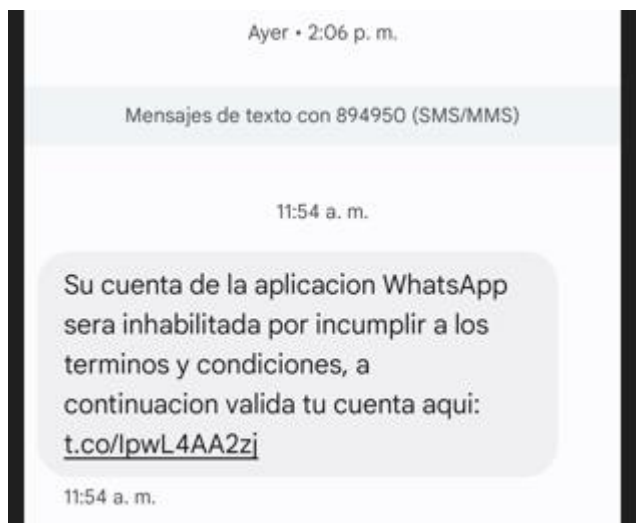 Ayer • 2:06 p. m.
Mensajes de texto con 894950 (SMS/MMS)
11:54 a. m.
Su cuenta de la aplicacion WhatsApp
sera inhabilitada por incumplir a los
terminos y condiciones, a
continuacion valida tu cuenta aqui:
t.co/IpwL4AA2zj
11:54 a. m.